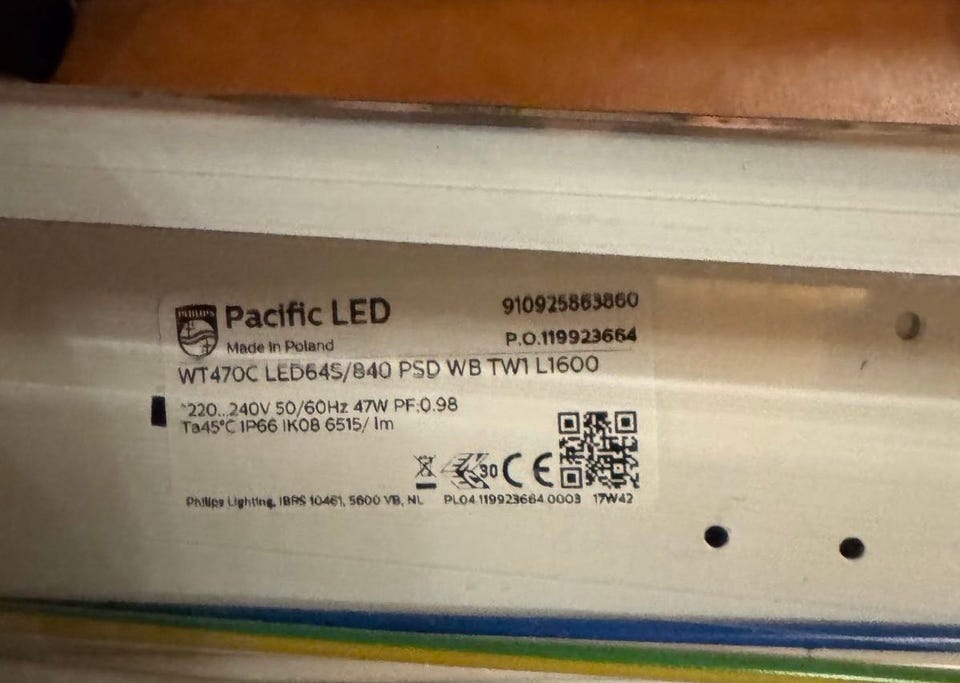 PHILIPS
Pacific LED
Made in Poland
910925863860
P.O.119923664
WT470C LED64S/840 PSD WB TW1 L1600
~220...240V 50/60Hz 47W PF:0.98
Ta45°C IP66 IK08 6515/ lm
30 CE
Philips Lighting, IBRS 10461, 5600 VB, NL PL04 119923664 0003 17W42